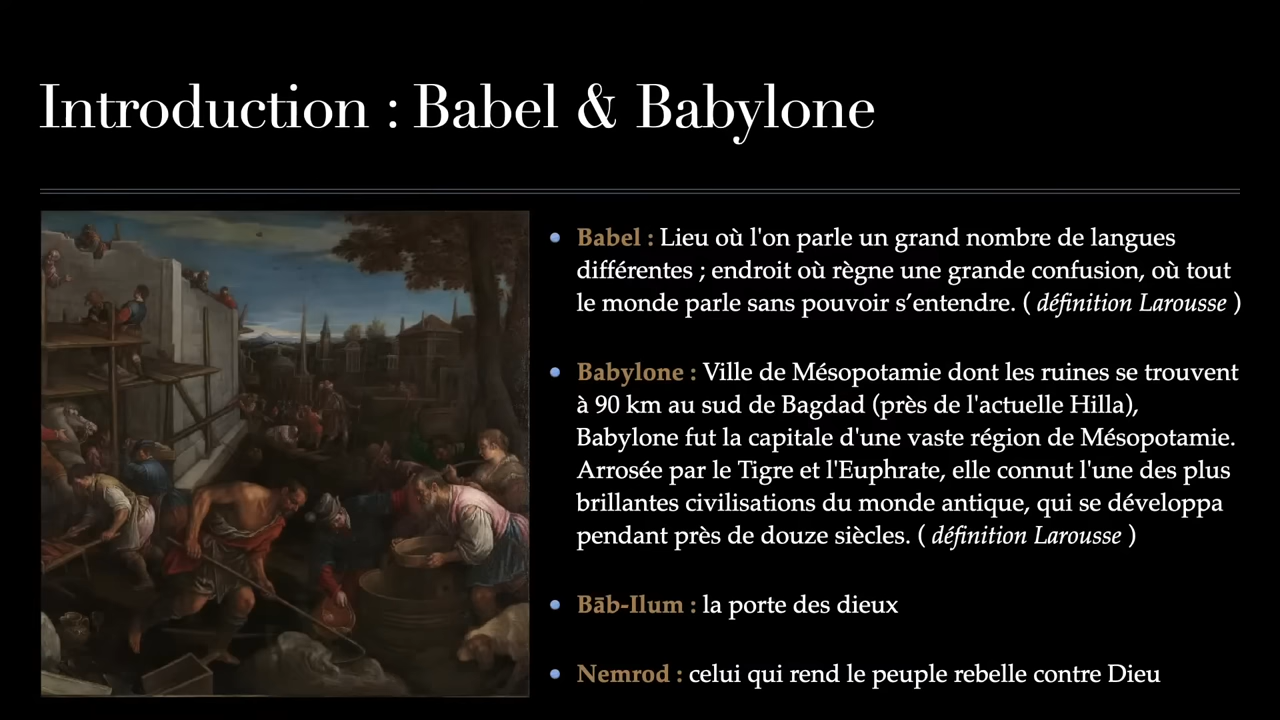 Introduction : Babel & Babylone
Babel : Lieu où l'on parle un grand nombre de langues
différentes ; endroit où règne une grande confusion, où tout
le monde parle sans pouvoir s’entendre. ( définition Larousse )
Babylone : Ville de Mésopotamie dont les ruines se trouvent
à 90 km au sud de Bagdad (près de l'actuelle Hilla),
Babylone fut la capitale d'une vaste région de Mésopotamie.
Arrosée par le Tigre et l'Euphrate, elle connut l'une des plus
brillantes civilisations du monde antique, qui se développa
pendant près de douze siècles. ( définition Larousse )
Bāb-Ilum : la porte des dieux
Nemrod : celui qui rend le peuple rebelle contre Dieu